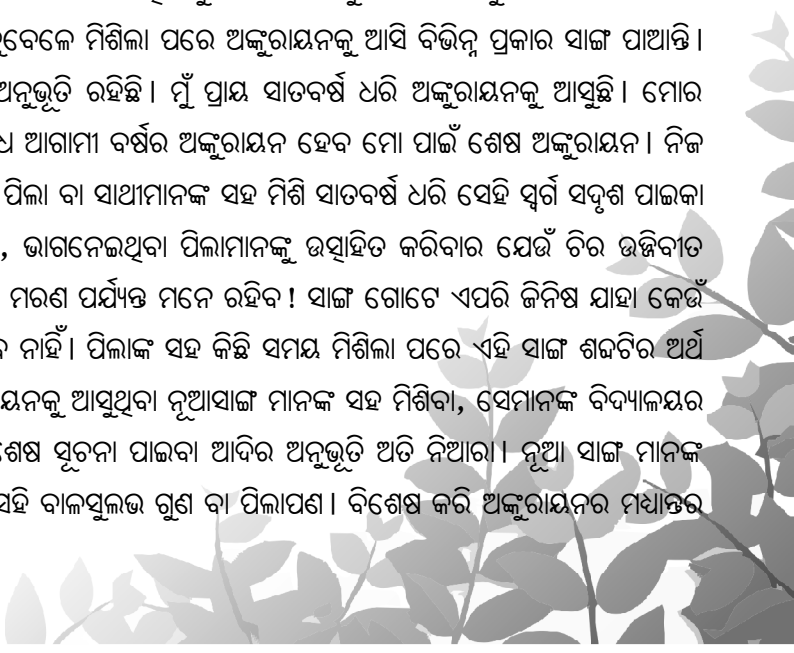 ମିଶିଲା ପରେ ଅଙ୍କୁରାୟନକୁ ଆସି ବିଭିନ୍ନ ପ୍ରକାର ସାଙ୍ଗ ପାଆନ୍ତି।
ଅନୁଭୂତି ରହିଛି। ମୁଁ ପ୍ରାୟ ସାତବର୍ଷ ଧରି ଅଙ୍କୁରାୟନକୁ ଆସୁଛି। ମୋର
ଆଗାମୀ ବର୍ଷର ଅଙ୍କୁରାୟନ ହେବ ମୋ ପାଇଁ ଶେଷ ଅଙ୍କୁରାୟନ। ନିଜ
ପିଲା ବା ସାଥୀମାନଙ୍କ ସହ ମିଶି ସାତବର୍ଷ ଧରି ସେହି ସ୍ୱର୍ଗ ସଦୃଶ ପାଇକା
, ଭାଗନେଇଥିବା ପିଲାମାନଙ୍କୁ ଉତ୍ସାହିତ କରିବାର ଯେଉଁ ଚିର ଉଜ୍ଜିବୀତ
ମରଣ ପର୍ଯ୍ୟନ୍ତ ମନେ ରହିବ! ସାଙ୍ଗ ଗୋଟେ ଏପରି ଜିନିଷ ଯାହା କେଉଁ
ନାହିଁ। ପିଲାଙ୍କ ସହ କିଛି ସମୟ ମିଶିଲା ପରେ ଏହି ସାଙ୍ଗ ଶବ୍ଦଟିର ଅର୍ଥ
ୟନକୁ ଆସୁଥିବା ନୂଆସାଙ୍ଗ ମାନଙ୍କ ସହ ମିଶିବା, ସେମାନଙ୍କ ବିଦ୍ୟାଳୟର
ଶେଷ ସୂଚନା ପାଇବା ଆଦିର ଅନୁଭୂତି ଅତି ନିଆରା। ନୂଆ ସାଙ୍ଗ ମାନଙ୍କ
ସହି ବାଳସୁଲଭ ଗୁଣ ବା ପିଲାପଣ। ବିଶେଷ କରି ଅଙ୍କୁରାୟନର ମଧ୍ୟାନ୍ତର